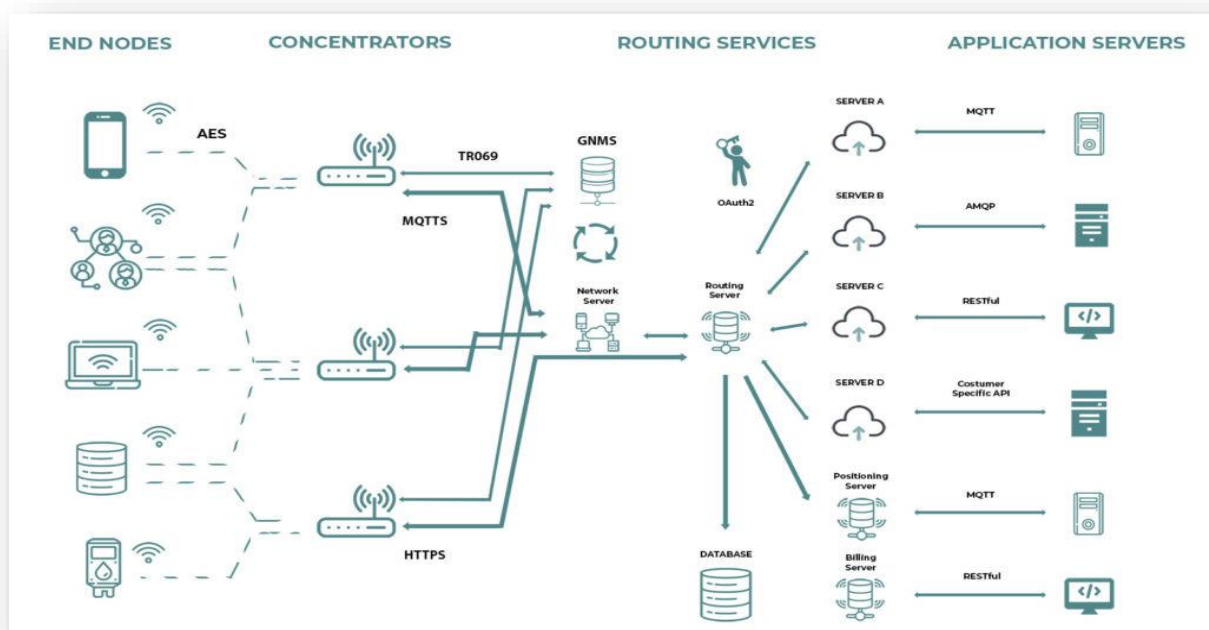 END NODES
CONCENTRATORS
ROUTING SERVICES
APPLICATION SERVERS
AES
TR069
MQTTS
HTTPS
GNMS
OAuth2
Network
Server
Routing
Server
DATABASE
SERVER A
MQTT
SERVER B
AMQP
SERVER C
RESTful
SERVER D
Costumer
Specific API
Positioning
Server
MQTT
Billing
Server
RESTful